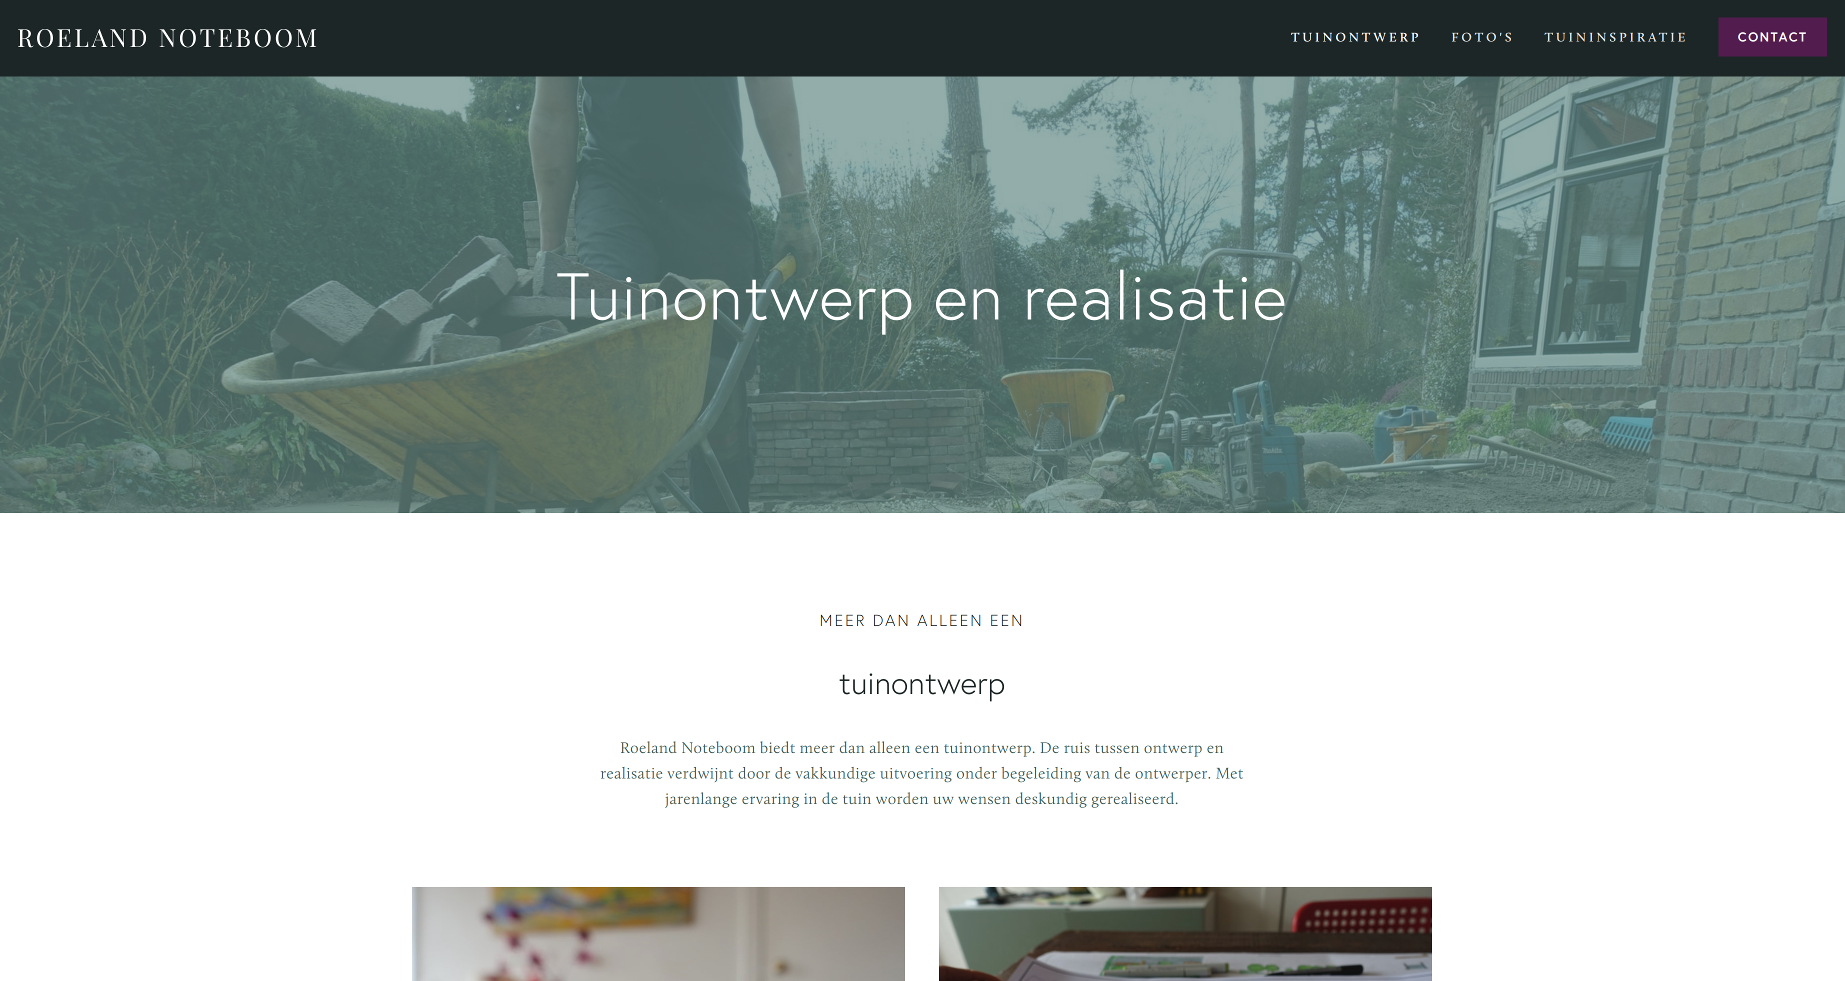 ROELAND NOTEBOOM
TUINONTWERP
FOTO'S
TUININSPIRATIE
CONTACT
Tuinontwerp en realisatie
MEER DAN ALLEEN EEN
tuinontwerp
Roeland Noteboom biedt meer dan alleen een tuinontwerp. De ruis tussen ontwerp en
realisatie verdwijnt door de vakkundige uitvoering onder begeleiding van de ontwerper. Met
jarenlange ervaring in de tuin worden uw wensen deskundig gerealiseerd.